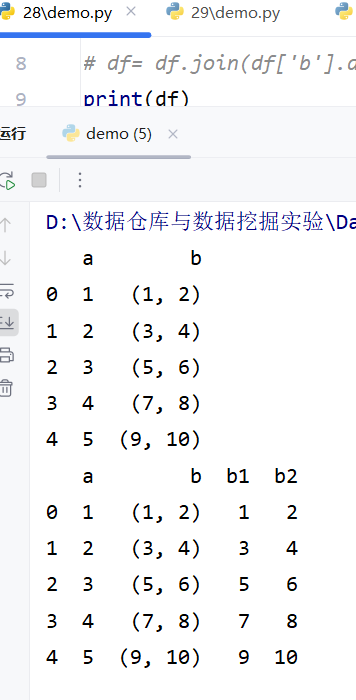 28\demo.py × 29\demo.py
8 # df= df.join(df['b'].a
9 print(df)
运行 demo (5) ×
D:\数据仓库与数据挖掘实验\Da
a b
0 1 (1, 2)
1 2 (3, 4)
2 3 (5, 6)
3 4 (7, 8)
4 5 (9, 10)
a b b1 b2
0 1 (1, 2) 1 2
1 2 (3, 4) 3 4
2 3 (5, 6) 5 6
3 4 (7, 8) 7 8
4 5 (9, 10) 9 10